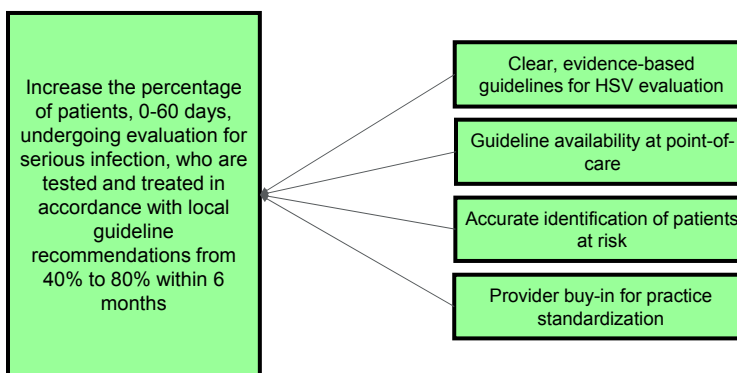 Increase the percentage
of patients, 0-60 days,
undergoing evaluation for
serious infection, who are
tested and treated in
accordance with local
guideline
recommendations from
40% to 80% within 6
months
Clear, evidence-based
guidelines for HSV evaluation
Guideline availability at point-of-
care
Accurate identification of patients
at risk
Provider buy-in for practice
standardization